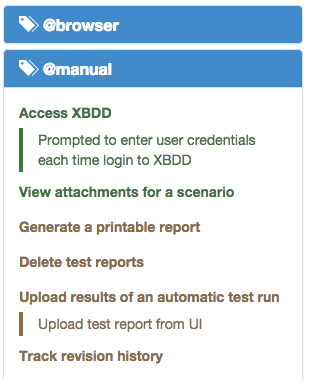 @browser
@manual
Access XBDD
Prompted to enter user credentials
each time login to XBDD
View attachments for a scenario
Generate a printable report
Delete test reports
Upload results of an automatic test run
Upload test report from UI
Track revision history